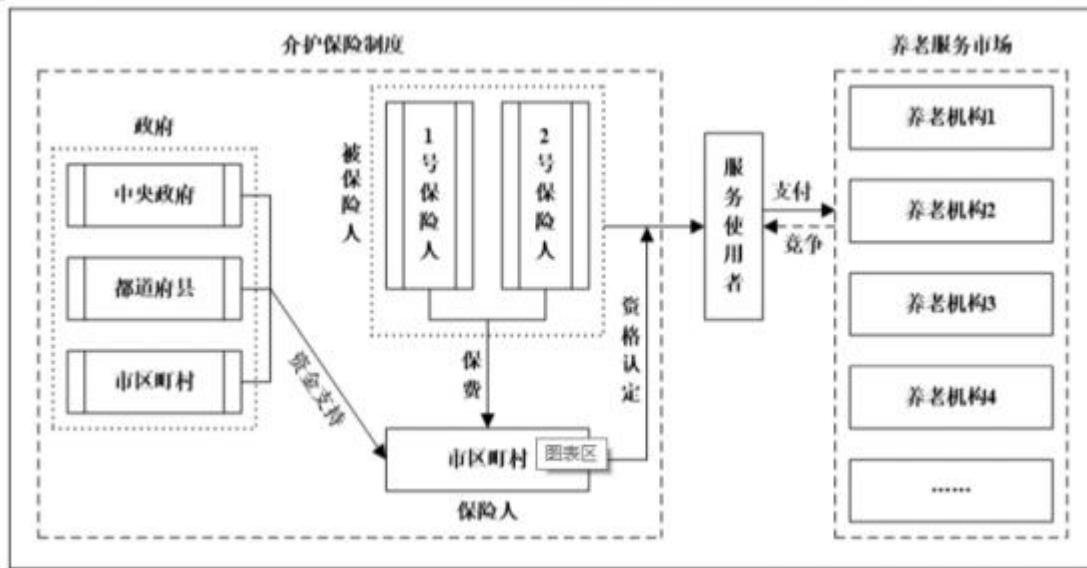 介护保险制度
养老服务市场
政府
中央政府
都道府县
市区町村
被保险人
1号保险人
2号保险人
资金支持
保费
资格认定
市区町村
图表区
保险人
服务使用者
支付
竞争
养老机构1
养老机构2
养老机构3
养老机构4
……